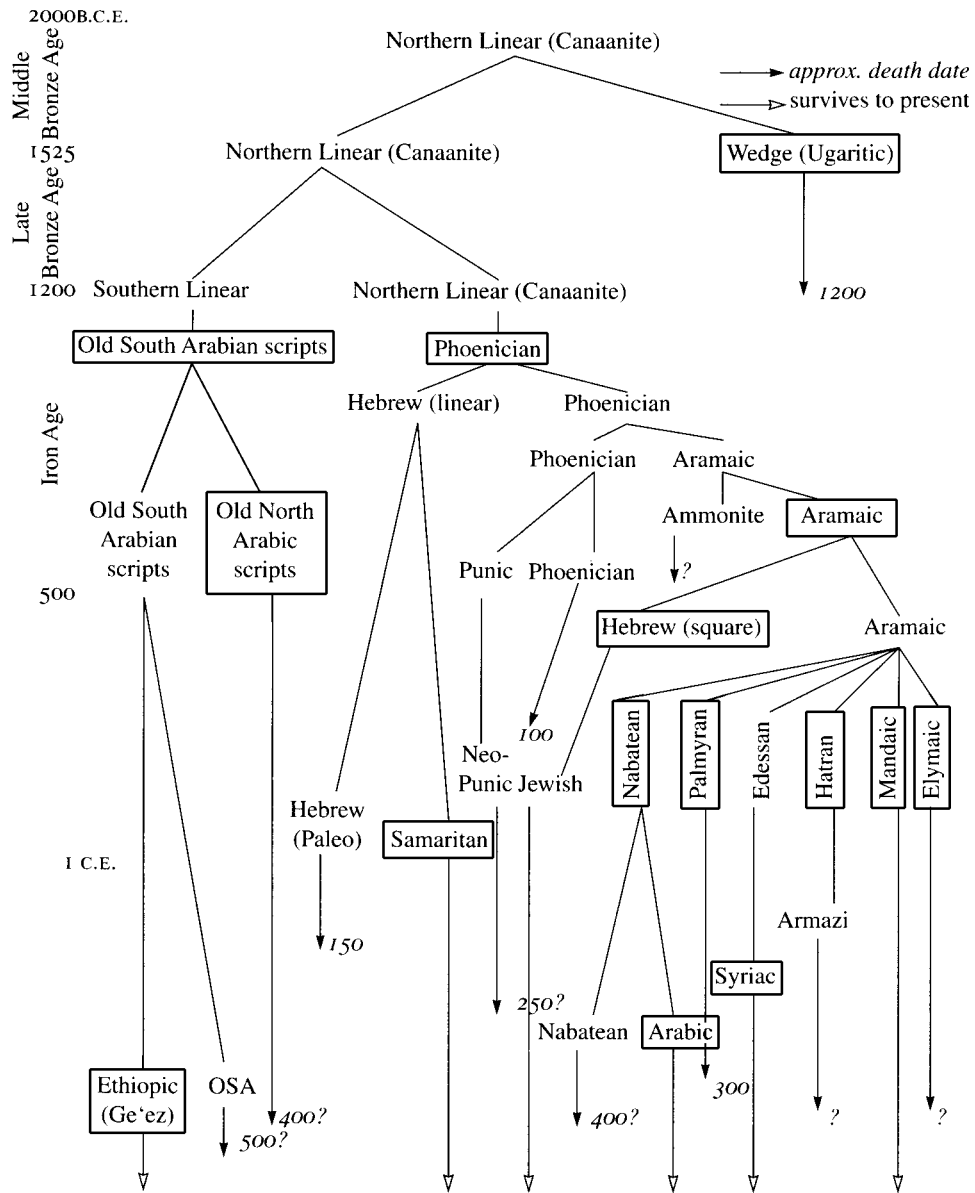 2000 B.C.E.
Northern Linear (Canaanite)
approx. death date
survives to present
Middle
Bronze Age
1525
Northern Linear (Canaanite)
Wedge (Ugaritic)
Late
Bronze Age
1200
Southern Linear
Northern Linear (Canaanite)
1200
Old South Arabian scripts
Phoenician
Iron Age
Hebrew (linear)
Phoenician
Phoenician
Aramaic
Old South
Arabian
scripts
Old North
Arabic
scripts
Ammonite
Aramaic
Punic
Phoenician
?
500
Hebrew (square)
Aramaic
Nabatean
Palmyran
Edessan
Hatran
Mandaic
Elymaic
100
Neo-
Punic
Jewish
Hebrew
(Paleo)
Samaritan
1 C.E.
Armazi
150
Syriac
250?
Nabatean
Arabic
Ethiopic
(Ge‘ez)
OSA
300
400?
400?
?
?
500?